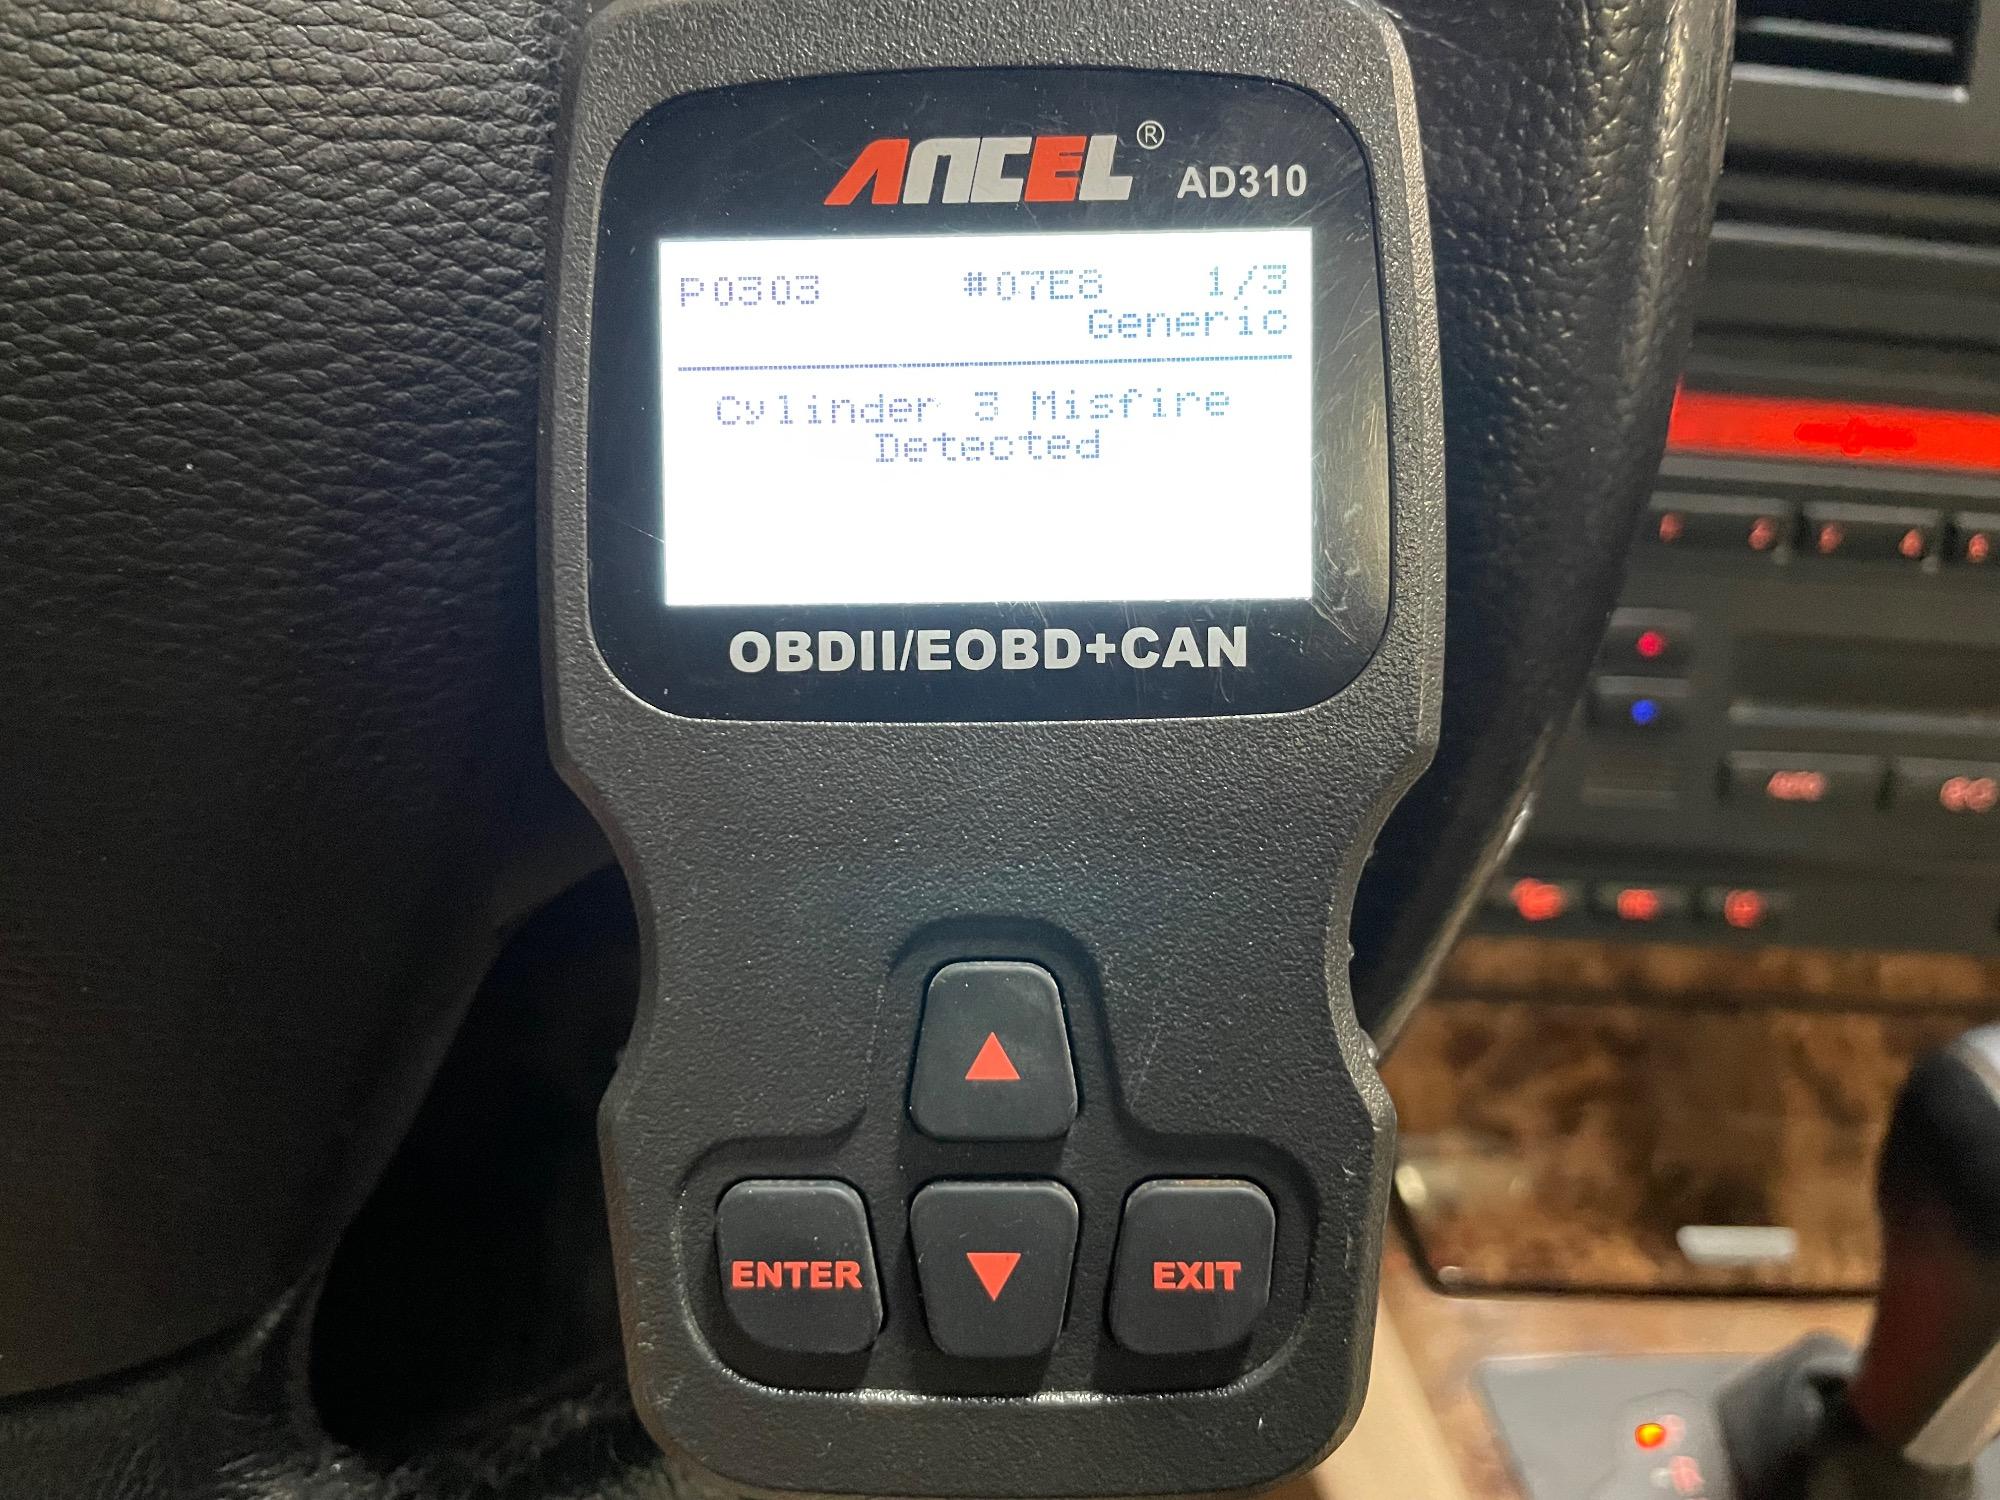 ANCEL® AD310
P0303 #07E8 1/3
Generic
Cylinder 3 Misfire
Detected
OBDII/EOBD+CAN
ENTER EXIT